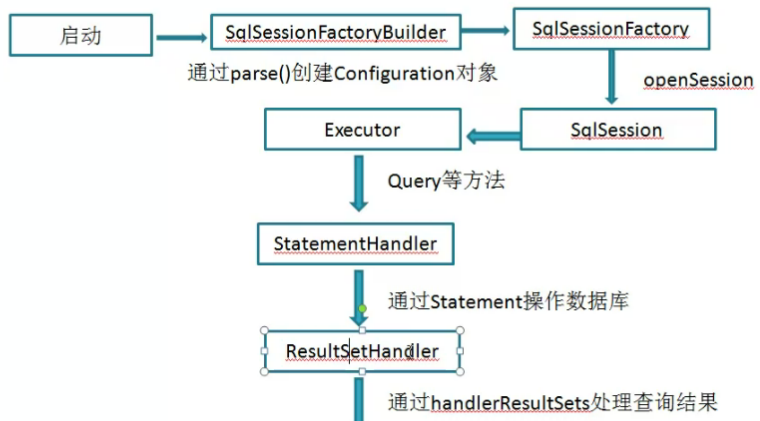 启动
SqlSessionFactoryBuilder
SqlSessionFactory
通过parse()创建Configuration对象
openSession
Executor
SqlSession
Query等方法
StatementHandler
通过Statement操作数据库
ResultSetHandler
通过handlerResultSets处理查询结果